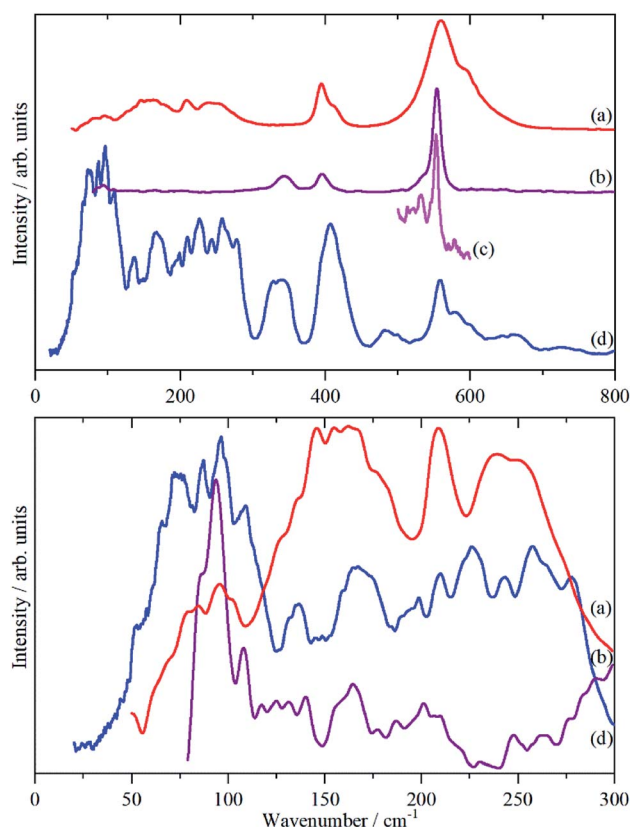 Intensity / arb. units
(a)
(b)
(c)
(d)
0 200 400 600 800
Intensity / arb. units
(a)
(b)
(d)
0 50 100 150 200 250 300
Wavenumber / cm-1